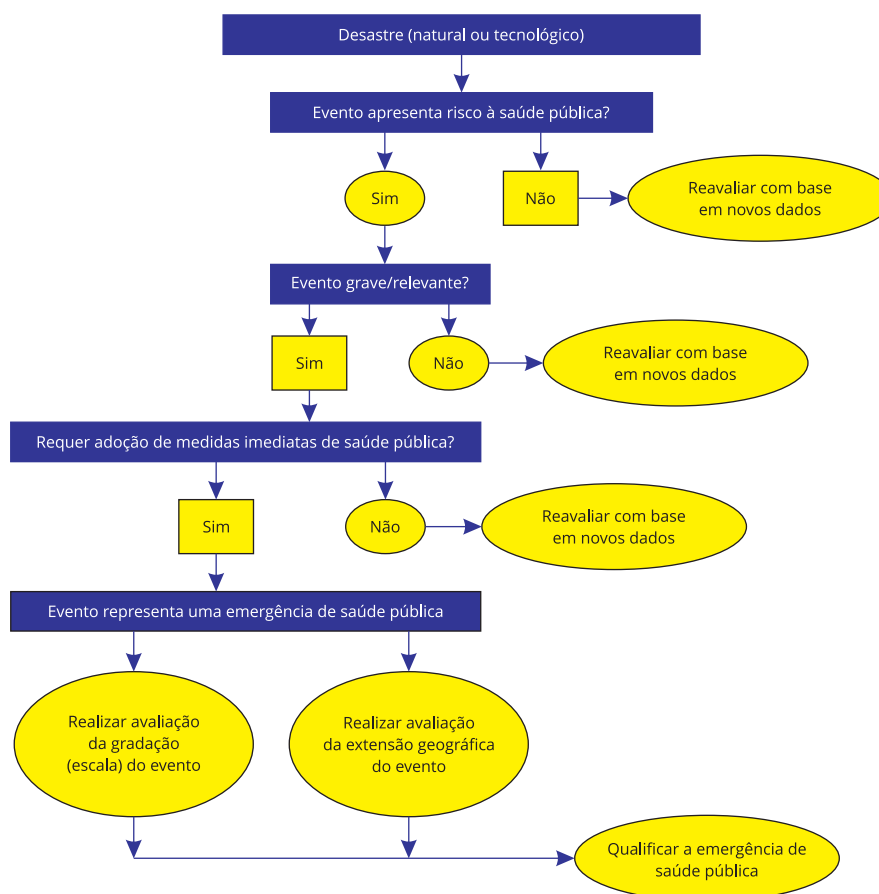 Desastre (natural ou tecnológico)
Evento apresenta risco à saúde pública?
Sim
Não
Reavaliar com base
em novos dados
Evento grave/relevante?
Sim
Não
Reavaliar com base
em novos dados
Requer adoção de medidas imediatas de saúde pública?
Sim
Não
Reavaliar com base
em novos dados
Evento representa uma emergência de saúde pública
Realizar avaliação
da gradação
(escala) do evento
Realizar avaliação
da extensão geográfica
do evento
Qualificar a emergência de
saúde pública